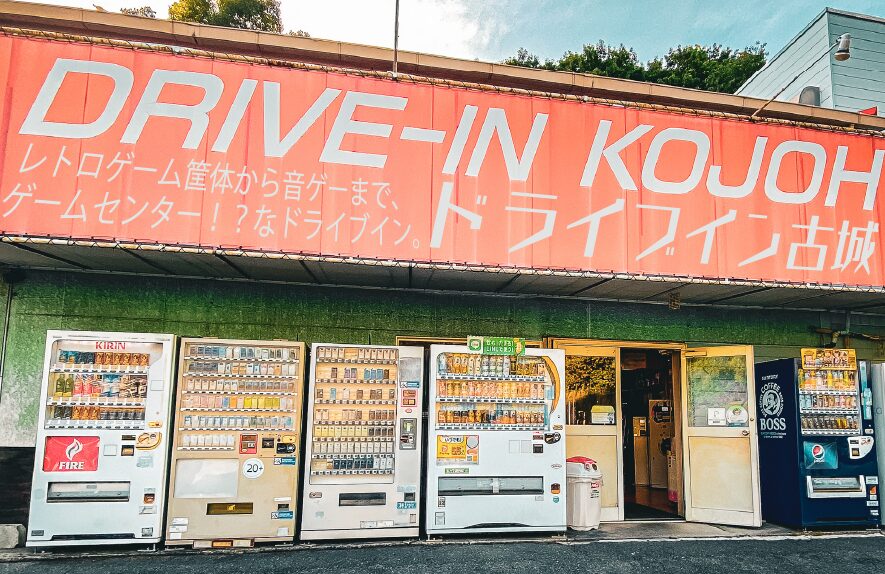 DRIVE-IN KOJOH
レトロゲーム筐体から音ゲーまで、
ゲームセンター！？なドライブイン。
ドライブイン古城
KIRIN
FIRE
20+
SUNTORY
COFFEE
BOSS